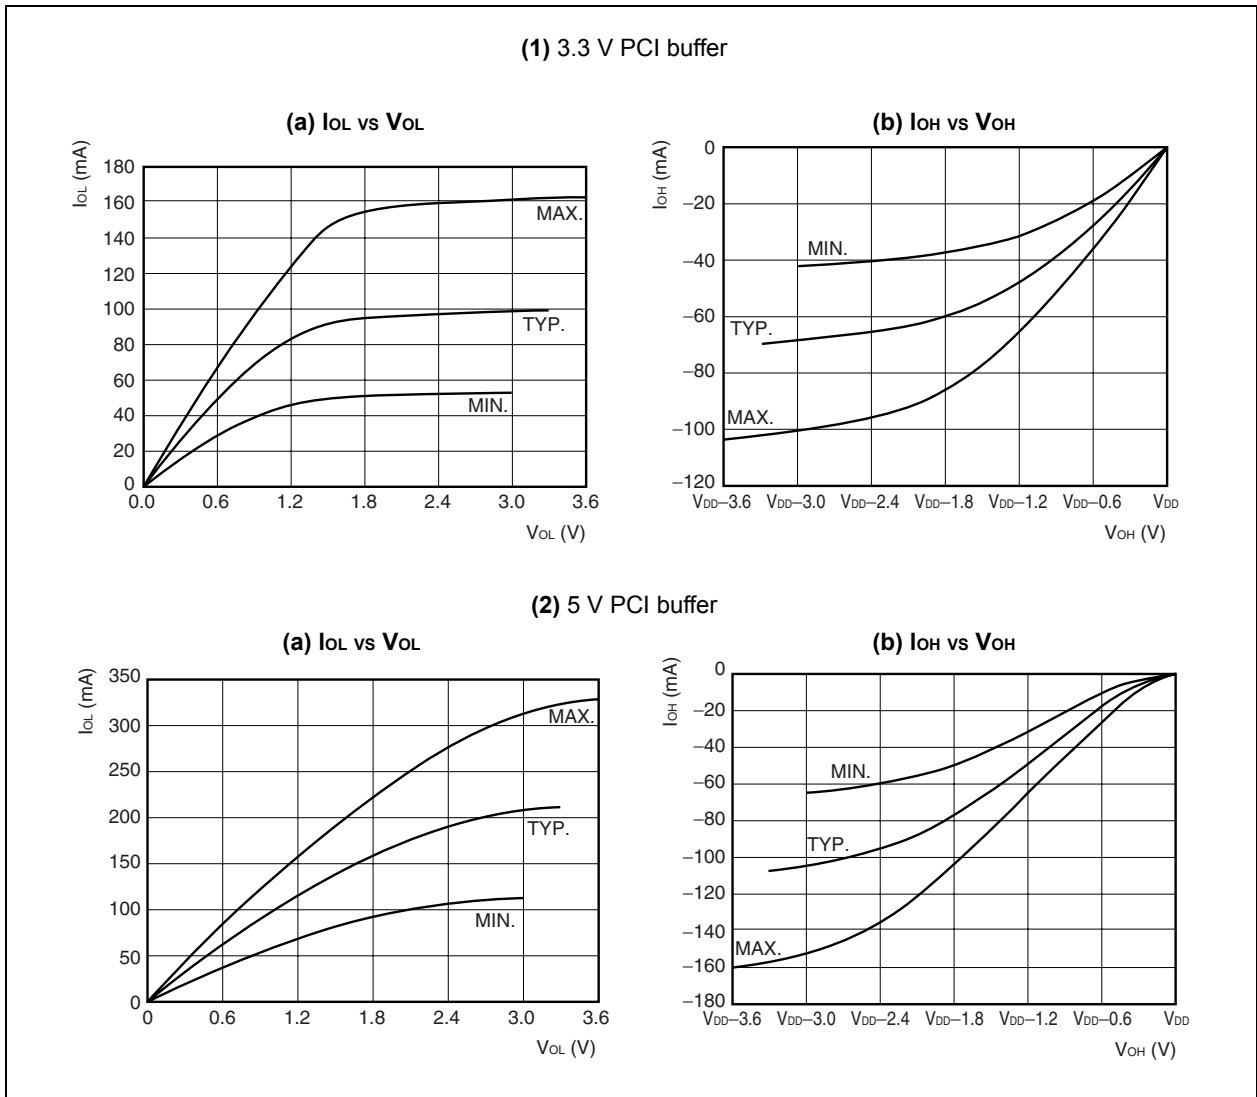 (1) 3.3 V PCI buffer
(a) IOL vs VOL
IOL (mA)
180
160
140
120
100
80
60
40
20
0
MAX.
TYP.
MIN.
0.0 0.6 1.2 1.8 2.4 3.0 3.6
VOL (V)
(b) IOH vs VOH
IOH (mA)
0
−20
−40
−60
−80
−100
−120
MIN.
TYP.
MAX.
VDD−3.6 VDD−3.0 VDD−2.4 VDD−1.8 VDD−1.2 VDD−0.6 VDD
VOH (V)
(2) 5 V PCI buffer
(a) IOL vs VOL
IOL (mA)
350
300
250
200
150
100
50
0
MAX.
TYP.
MIN.
0 0.6 1.2 1.8 2.4 3.0 3.6
VOL (V)
(b) IOH vs VOH
IOH (mA)
0
−20
−40
−60
−80
−100
−120
−140
−160
−180
MIN.
TYP.
MAX.
VDD−3.6 VDD−3.0 VDD−2.4 VDD−1.8 VDD−1.2 VDD−0.6 VDD
VOH (V)